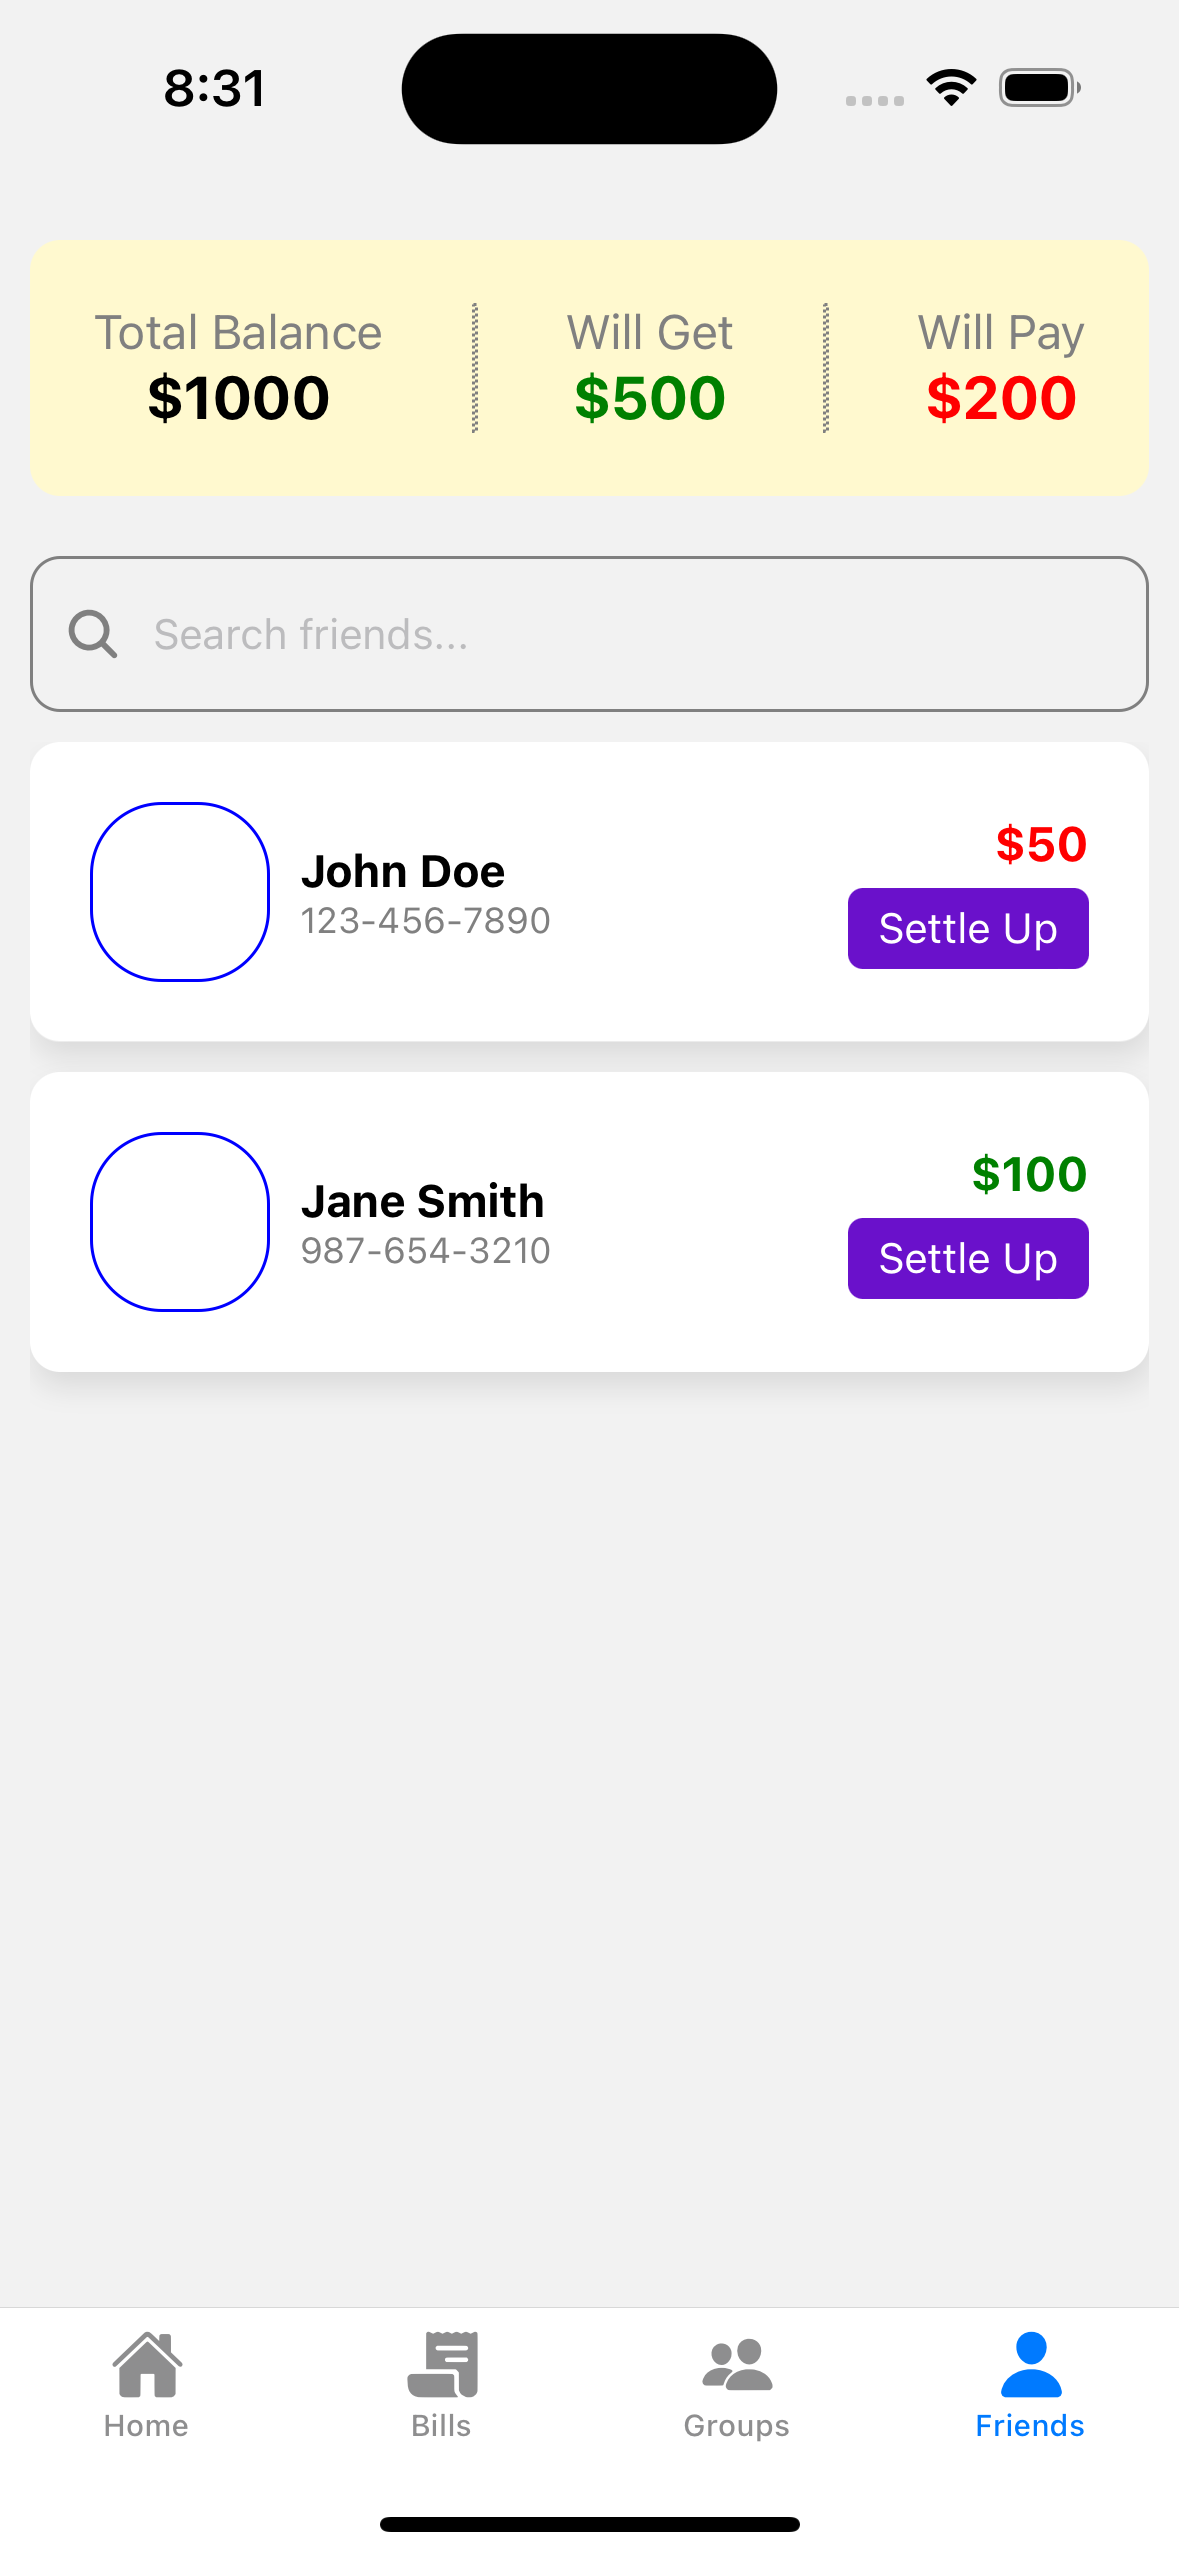 8:31
Total Balance
$1000
Will Get
$500
Will Pay
$200
Search friends...
John Doe
123-456-7890
$50
Settle Up
Jane Smith
987-654-3210
$100
Settle Up
Home
Bills
Groups
Friends